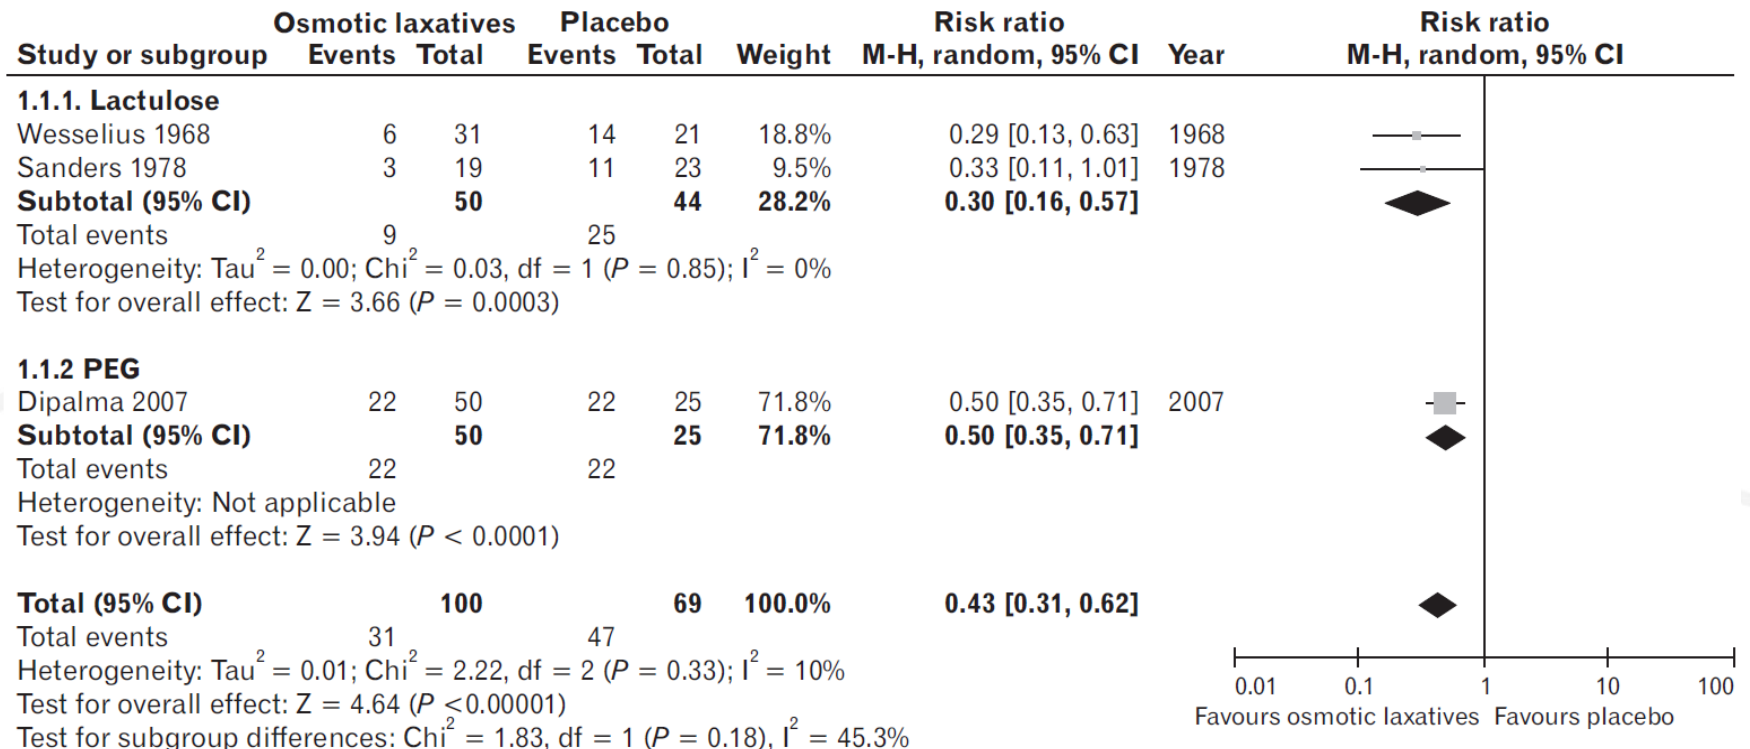 Osmotic laxatives Placebo Risk ratio Risk ratio
Study or subgroup Events Total Events Total Weight M-H, random, 95% CI Year M-H, random, 95% CI
1.1.1. Lactulose
Wesselius 1968 6 31 14 21 18.8% 0.29 [0.13, 0.63] 1968
Sanders 1978 3 19 11 23 9.5% 0.33 [0.11, 1.01] 1978
Subtotal (95% CI) 50 44 28.2% 0.30 [0.16, 0.57]
Total events 9 25
Heterogeneity: Tau² = 0.00; Chi² = 0.03, df = 1 (P = 0.85); I² = 0%
Test for overall effect: Z = 3.66 (P = 0.0003)
1.1.2 PEG
Dipalma 2007 22 50 22 25 71.8% 0.50 [0.35, 0.71] 2007
Subtotal (95% CI) 50 25 71.8% 0.50 [0.35, 0.71]
Total events 22 22
Heterogeneity: Not applicable
Test for overall effect: Z = 3.94 (P < 0.0001)
Total (95% CI) 100 69 100.0% 0.43 [0.31, 0.62]
Total events 31 47
Heterogeneity: Tau² = 0.01; Chi² = 2.22, df = 2 (P = 0.33); I² = 10%
Test for overall effect: Z = 4.64 (P <0.00001)
Test for subgroup differences: Chi² = 1.83, df = 1 (P = 0.18), I² = 45.3%
0.01 0.1 1 10 100
Favours osmotic laxatives Favours placebo